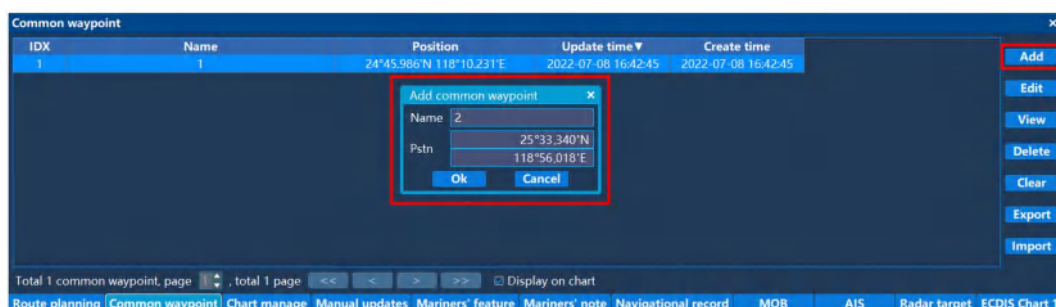 Common waypoint ×
IDX Name Position Update time▼ Create time
1 1 24°45.986'N 118°10.231'E 2022-07-08 16:42:45 2022-07-08 16:42:45
Add
Add common waypoint ×
Edit
Name 2
View
Pstn 25°33,340'N
118°56,018'E
Delete
Ok Cancel
Clear
Export
Import
Total 1 common waypoint, page 1 , total 1 page << < > >> Display on chart
Route planning Common waypoint Chart manage Manual updates Mariners' feature Mariners' note Navigational record MOB AIS Radar target ECDIS Chart 1